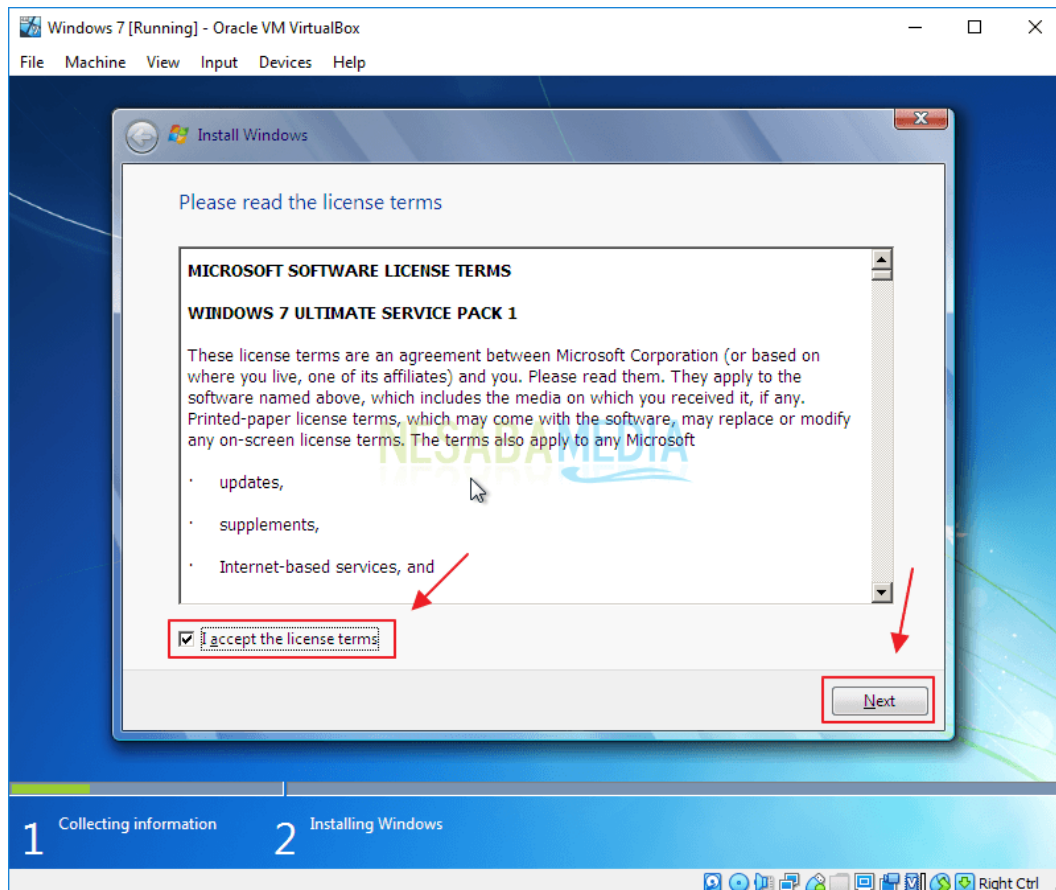 Windows 7 [Running] - Oracle VM VirtualBox
File Machine View Input Devices Help
Install Windows
Please read the license terms
MICROSOFT SOFTWARE LICENSE TERMS
WINDOWS 7 ULTIMATE SERVICE PACK 1
These license terms are an agreement between Microsoft Corporation (or based on
where you live, one of its affiliates) and you. Please read them. They apply to the
software named above, which includes the media on which you received it, if any.
Printed-paper license terms, which may come with the software, may replace or modify
any on-screen license terms. The terms also apply to any Microsoft
NESABAMEDIA
· updates,
· supplements,
· Internet-based services, and
I accept the license terms
Next
1 Collecting information 2 Installing Windows
Right Ctrl